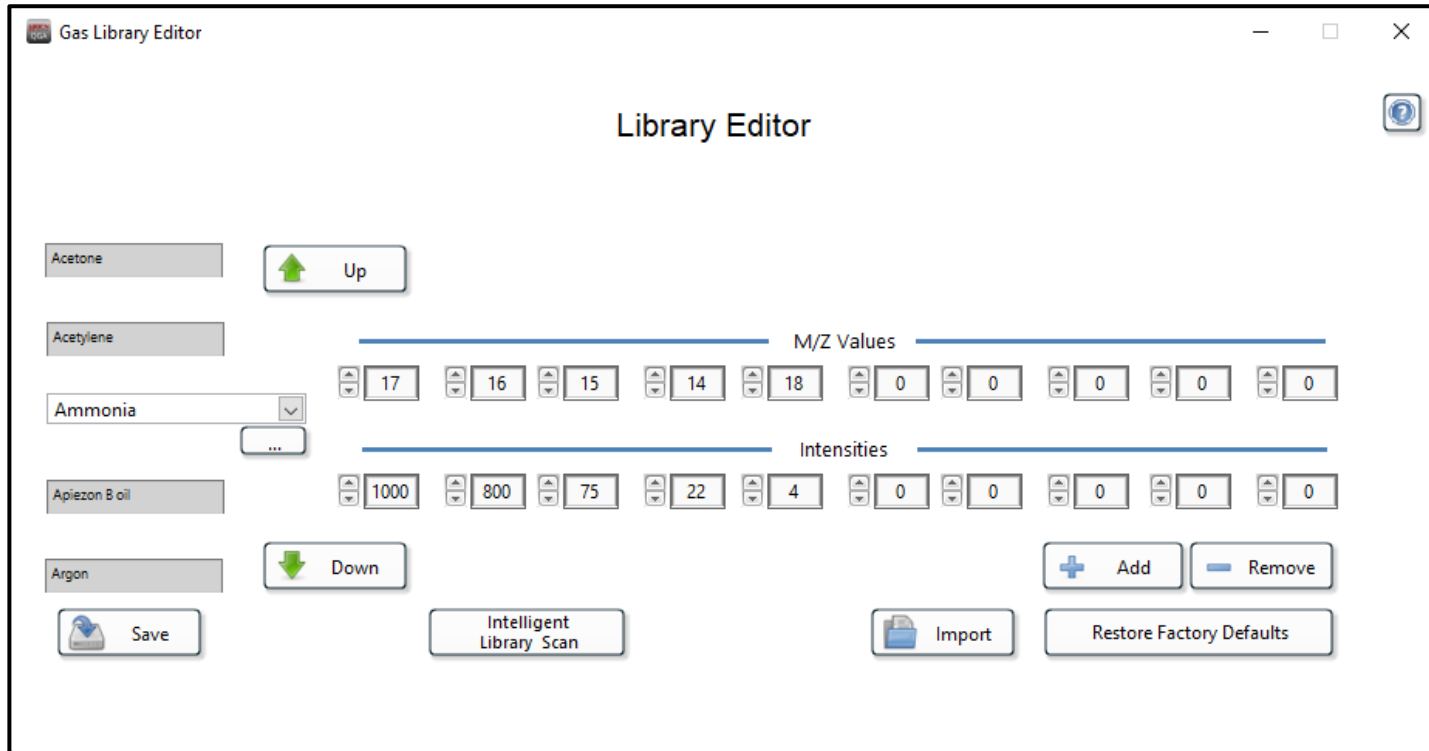 Gas Library Editor
Library Editor
Acetone
Up
Acetylene
M/Z Values
17 16 15 14 18 0 0 0 0 0
Ammonia
...
Intensities
Apiezon B oil
1000 800 75 22 4 0 0 0 0 0
Argon
Down
Add
Remove
Save
Intelligent
Library Scan
Import
Restore Factory Defaults